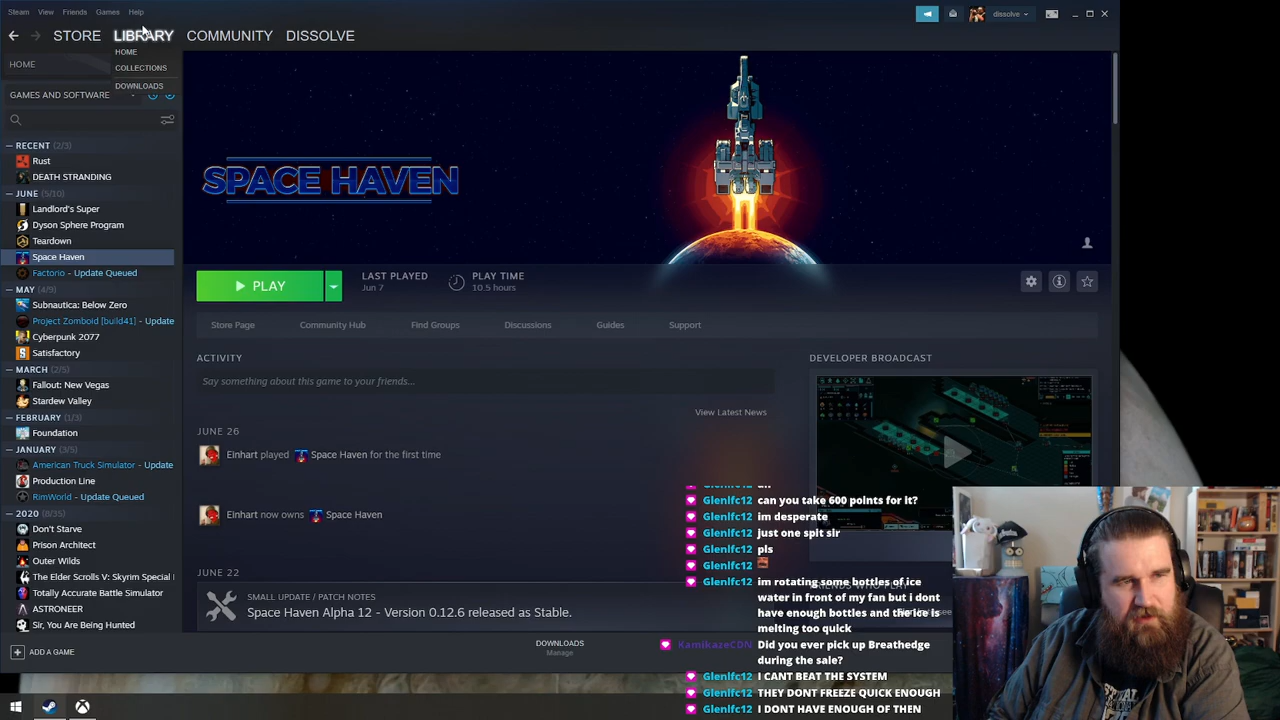 Steam View Friends Games Help
dissolve
STORE LIBRARY COMMUNITY DISSOLVE
HOME
HOME
COLLECTIONS
DOWNLOADS
GAMES AND SOFTWARE
RECENT (2/3)
Rust
DEATH STRANDING
JUNE (5/10)
Landlord's Super
Dyson Sphere Program
Teardown
Space Haven
Factorio - Update Queued
MAY (4/9)
Subnautica: Below Zero
Project Zomboid [build41] - Update
Cyberpunk 2077
Satisfactory
MARCH (2/5)
Fallout: New Vegas
Stardew Valley
FEBRUARY (1/3)
Foundation
JANUARY (3/5)
American Truck Simulator - Update
Production Line
RimWorld - Update Queued
2020 (8/35)
Don't Starve
Prison Architect
Outer Wilds
The Elder Scrolls V: Skyrim Special
Totally Accurate Battle Simulator
ASTRONEER
Sir, You Are Being Hunted
ADD A GAME
SPACE HAVEN
PLAY
LAST PLAYED
Jun 7
PLAY TIME
10.5 hours
Store Page Community Hub Find Groups Discussions Guides Support
ACTIVITY
Say something about this game to your friends...
View Latest News
JUNE 26
Einhart played Space Haven for the first time
Einhart now owns Space Haven
JUNE 22
SMALL UPDATE / PATCH NOTES
Space Haven Alpha 12 - Version 0.12.6 released as Stable.
DEVELOPER BROADCAST
DOWNLOADS
Manage
Glenlfc12 can you take 600 points for it?
Glenlfc12 im desperate
Glenlfc12 just one spit sir
Glenlfc12 pls
Glenlfc12
Glenlfc12 im rotating some bottles of ice
water in front of my fan but i dont
have enough bottles and the ice is
melting too quick
KamikazeCDN Did you ever pick up Breathedge
during the sale?
Glenlfc12 I CANT BEAT THE SYSTEM
Glenlfc12 THEY DONT FREEZE QUICK ENOUGH
Glenlfc12 I DONT HAVE ENOUGH OF THEN